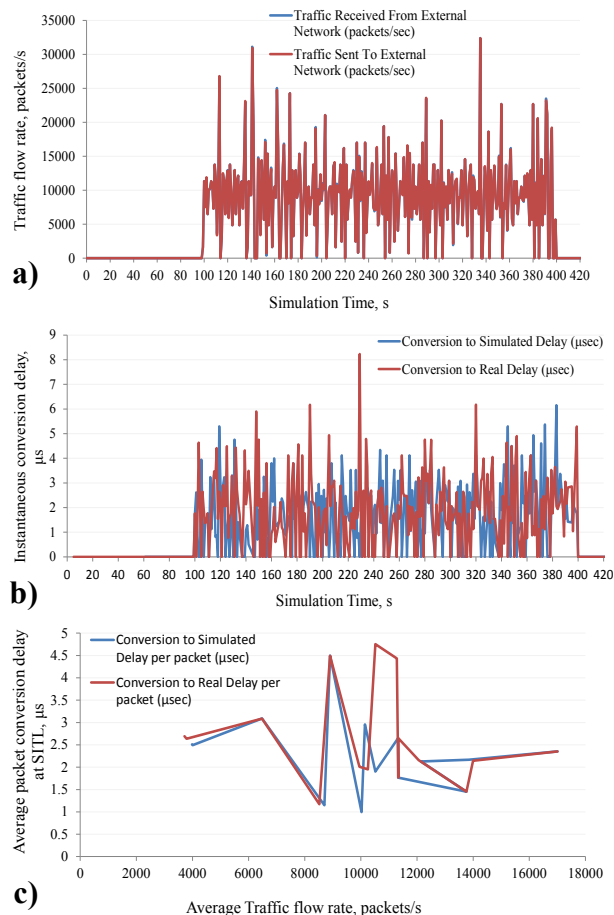 Traffic Received From External
Network (packets/sec)
Traffic Sent To External
Network (packets/sec)
Traffic flow rate, packets/s
35000
30000
25000
20000
15000
10000
5000
0
0 20 40 60 80 100 120 140 160 180 200 220 240 260 280 300 320 340 360 380 400 420
Simulation Time, s
a)
Conversion to Simulated Delay (μsec)
Conversion to Real Delay (μsec)
Instantaneous conversion delay,
μs
9
8
7
6
5
4
3
2
1
0
0 20 40 60 80 100 120 140 160 180 200 220 240 260 280 300 320 340 360 380 400 420
Simulation Time, s
b)
Conversion to Simulated
Delay per packet (μsec)
Conversion to Real Delay per
packet (μsec)
Average packet conversion delay
at SITL, μs
5
4.5
4
3.5
3
2.5
2
1.5
1
0.5
0
0 2000 4000 6000 8000 10000 12000 14000 16000 18000
Average Traffic flow rate, packets/s
c)